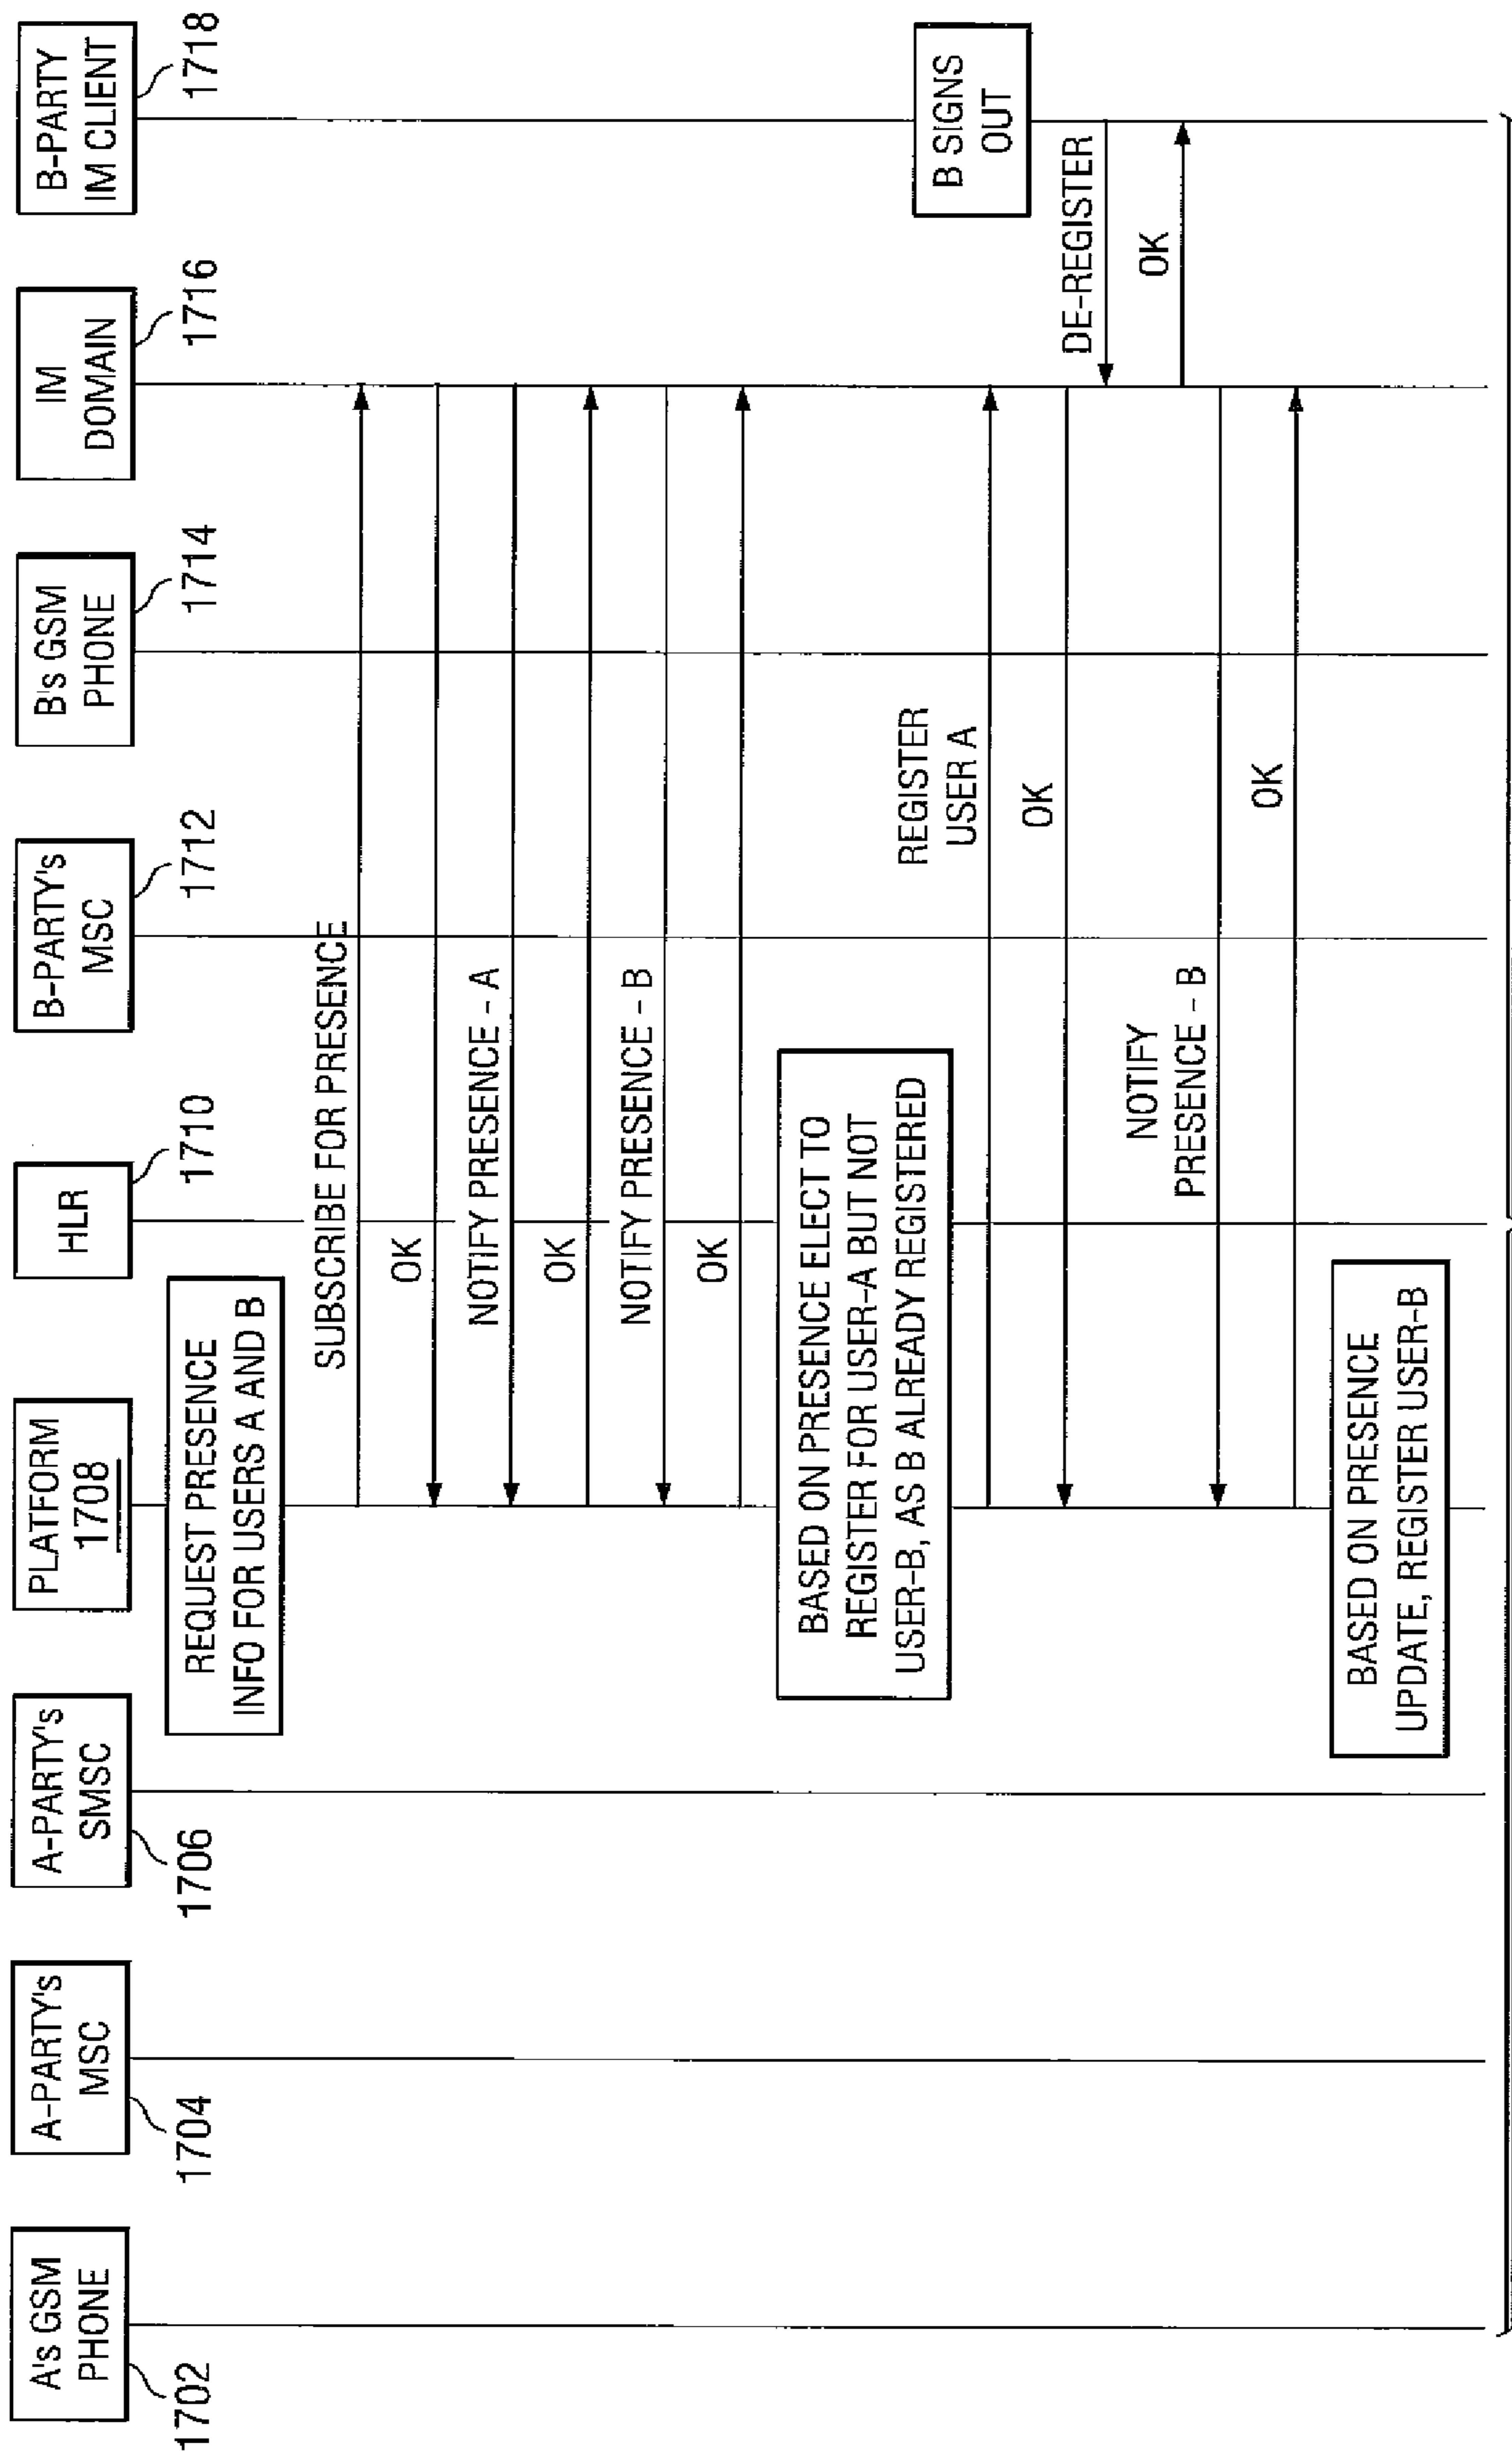 A's GSM
PHONE
1702
A-PARTY's
MSC
1704
A-PARTY's
SMSC
1706
PLATFORM
1708
HLR
1710
B-PARTY's
MSC
1712
B's GSM
PHONE
1714
IM
DOMAIN
1716
B-PARTY
IM CLIENT
1718
REQUEST PRESENCE
INFO FOR USERS A AND B
SUBSCRIBE FOR PRESENCE
OK
NOTIFY PRESENCE - A
OK
NOTIFY PRESENCE - B
OK
BASED ON PRESENCE ELECT TO
REGISTER FOR USER-A BUT NOT
USER-B, AS B ALREADY REGISTERED
REGISTER
USER A
B SIGNS
OUT
OK
DE-REGISTER
OK
NOTIFY
PRESENCE - B
OK
BASED ON PRESENCE
UPDATE, REGISTER USER-B